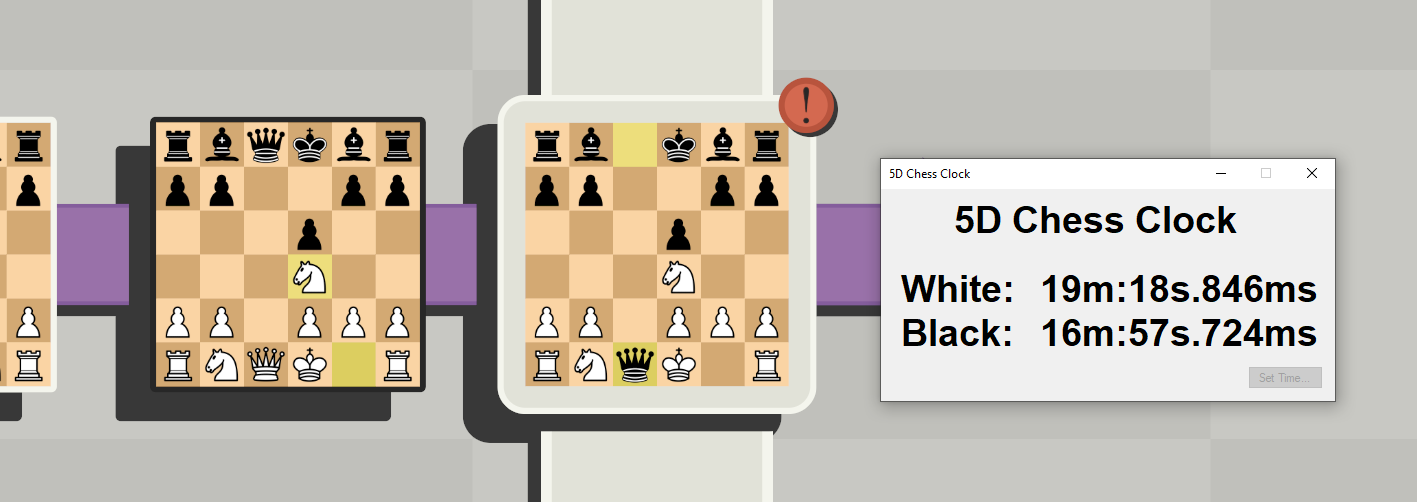 !
5D Chess Clock
5D Chess Clock
White: 19m:18s.846ms
Black: 16m:57s.724ms
Set Time...